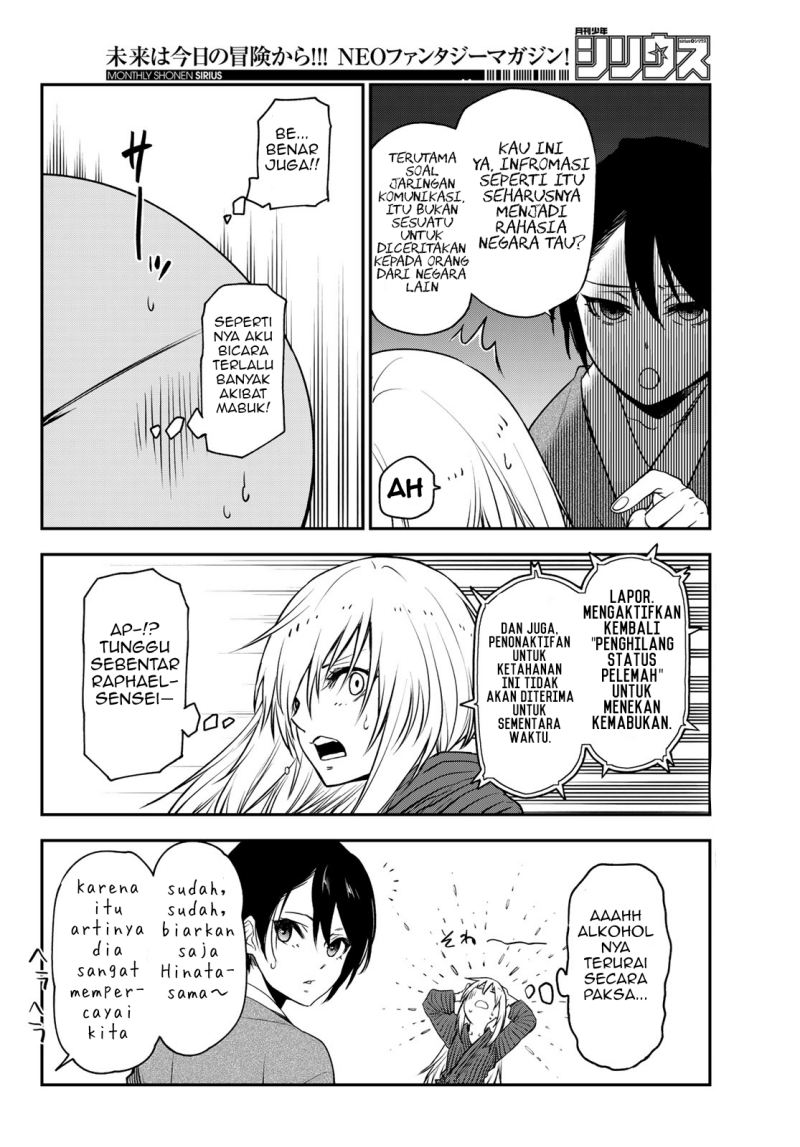 未来は今日の冒険から!!! NEOファンタジーマガジン!
月刊少年
シリウス
MONTHLY SHONEN SIRIUS
KAU INI
YA, INFROMASI
SEPERTI ITU
SEHARUSNYA
MENJADI
RAHASIA
NEGARA TAU?
TERUTAMA
SOAL
JARINGAN
KOMUNIKASI,
ITU BUKAN
SESUATU
UNTUK
DICERITAKAN
KEPADA ORANG
DARI NEGARA
LAIN
AH
BE...
BENAR
JUGA!!
SEPERTI
NYA AKU
BICARA
TERLALU
BANYAK
AKIBAT
MABUK!
LAPOR.
MENGAKTIFKAN
KEMBALI
"PENGHILANG
STATUS
PELEMAH"
UNTUK
MENEKAN
KEMABUKAN.
DAN JUGA,
PENONAKTIFAN
UNTUK
KETAHANAN
INI TIDAK
AKAN DITERIMA
UNTUK
SEMENTARA
WAKTU.
AP-!?
TUNGGU
SEBENTAR
RAPHAEL-
SENSEI—
AAAHH
ALKOHOL
NYA
TERURAI
SECARA
PAKSA...
sudah,
sudah,
biarkan
saja
Hinata-
sama~
karena
itu
artinya
dia
sangat
memper-
cayai
kita